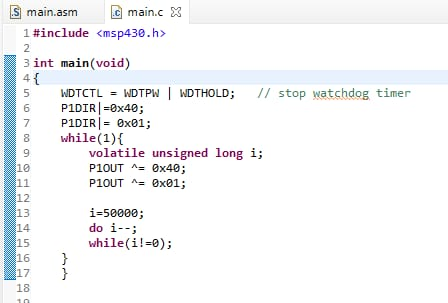 main.asm main.c
1 #include <msp430.h>
2
3 int main(void)
4 {
5     WDTCTL = WDTPW | WDTHOLD;   // stop watchdog timer
6     P1DIR|=0x40;
7     P1DIR|= 0x01;
8     while(1){
9         volatile unsigned long i;
10         P1OUT ^= 0x40;
11         P1OUT ^= 0x01;
12
13         i=50000;
14         do i--;
15         while(i!=0);
16     }
17     }
18
19